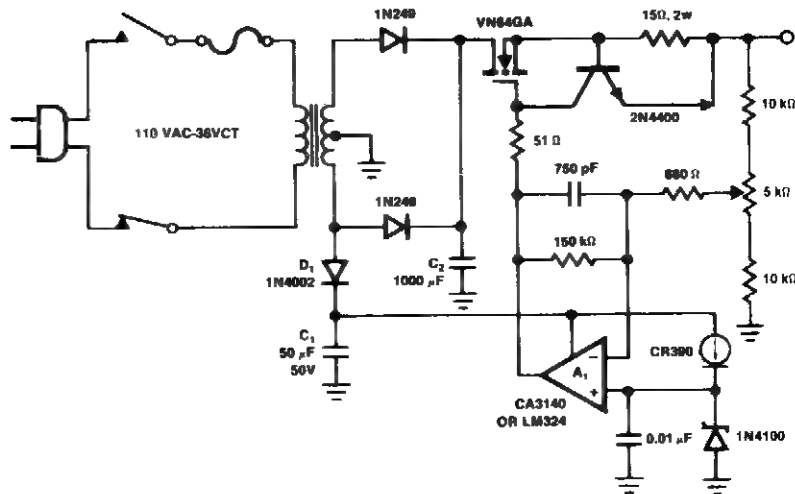 1N249
VN64GA
15Ω, 2w
2N4400
10 kΩ
110 VAC-36VCT
51 Ω
750 pF
680 Ω
5 kΩ
1N249
150 kΩ
D₁
1N4002
C₂
1000 μF
10 kΩ
C₁
50 μF
50V
CR390
−
A₁
+
CA3140
OR LM324
0.01 μF
1N4100